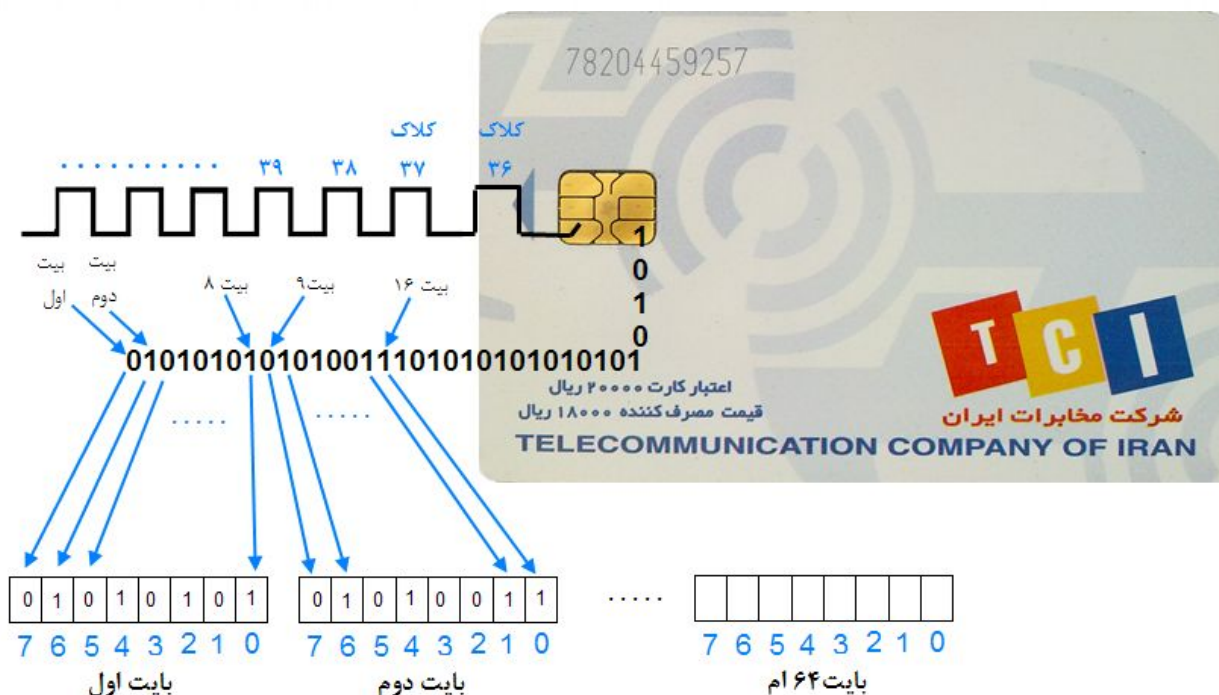 78204459257
کلاک کلاک
۳۶ ۳۷ ۳۸ ۳۹ . . . . . . . . . .
بیت اول
بیت دوم
بیت ۸
بیت۹
بیت ۱۶
1
0
1
0
010101010101001110101010101010101
..... .....
اعتبار کارت ۲۰۰۰۰ ریال
قیمت مصرف کننده ۱۸۰۰۰ ریال
TCI
شرکت مخابرات ایران
TELECOMMUNICATION COMPANY OF IRAN
0 1 0 1 0 1 0 1
7 6 5 4 3 2 1 0
بایت اول
0 1 0 1 0 0 1 1
7 6 5 4 3 2 1 0
بایت دوم
.....
7 6 5 4 3 2 1 0
بایت۶۴ ام